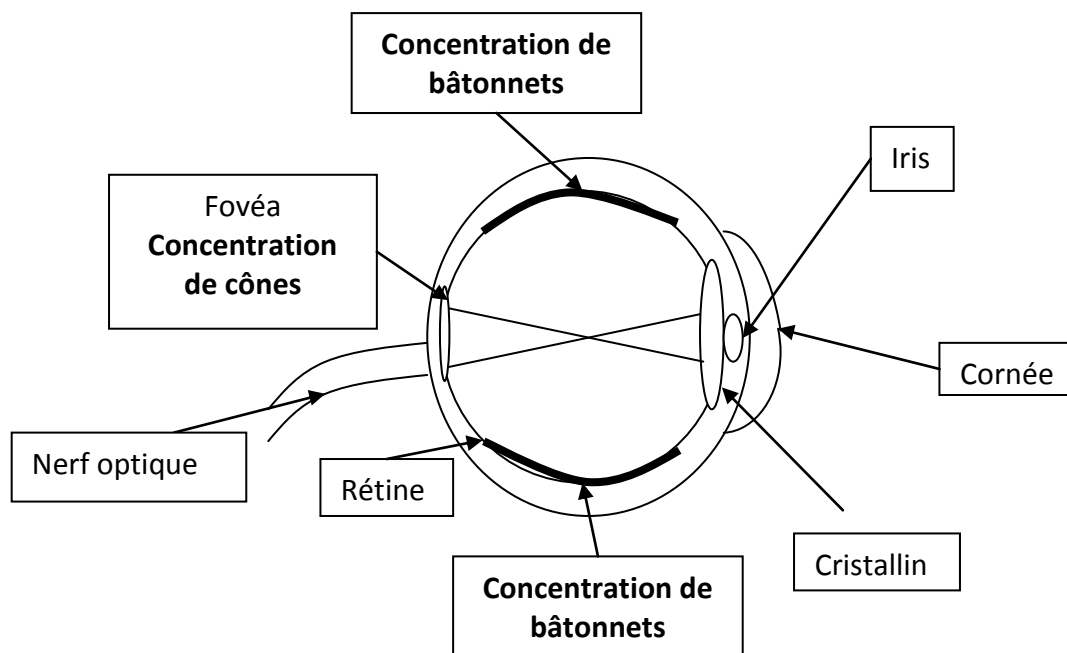 Concentration de
bâtonnets
Iris
Fovéa
Concentration
de cônes
Cornée
Nerf optique
Rétine
Cristallin
Concentration de
bâtonnets